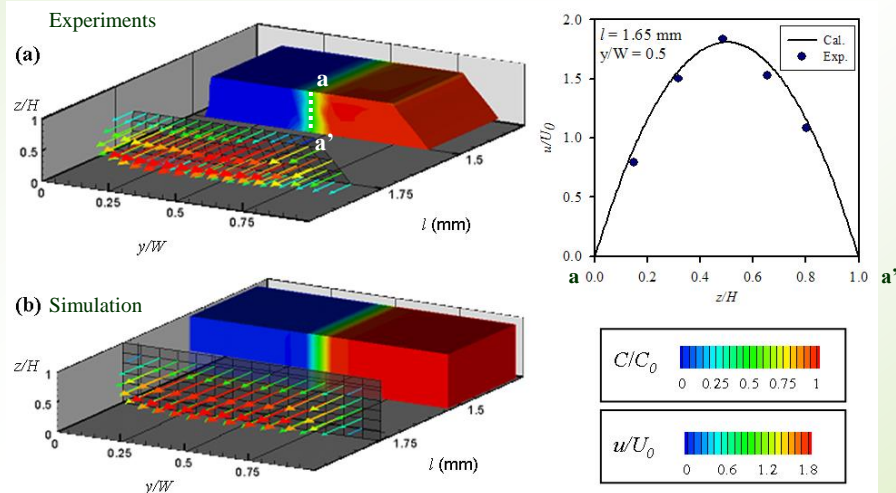 Experiments
(a)
a
a'
z/H
1
0.5
0
0
0.25
0.5
0.75
y/W
1.75
1.5
l (mm)
(b) Simulation
z/H
1
0.5
0
0
0.25
0.5
0.75
y/W
1.75
1.5
l (mm)
2.0
1.5
1.0
0.5
0.0
u/U0
l = 1.65 mm
y/W = 0.5
Cal.
Exp.
a 0.0 0.2 0.4 0.6 0.8 1.0 a'
z/H
C/C0
0 0.25 0.5 0.75 1
u/U0
0 0.6 1.2 1.8